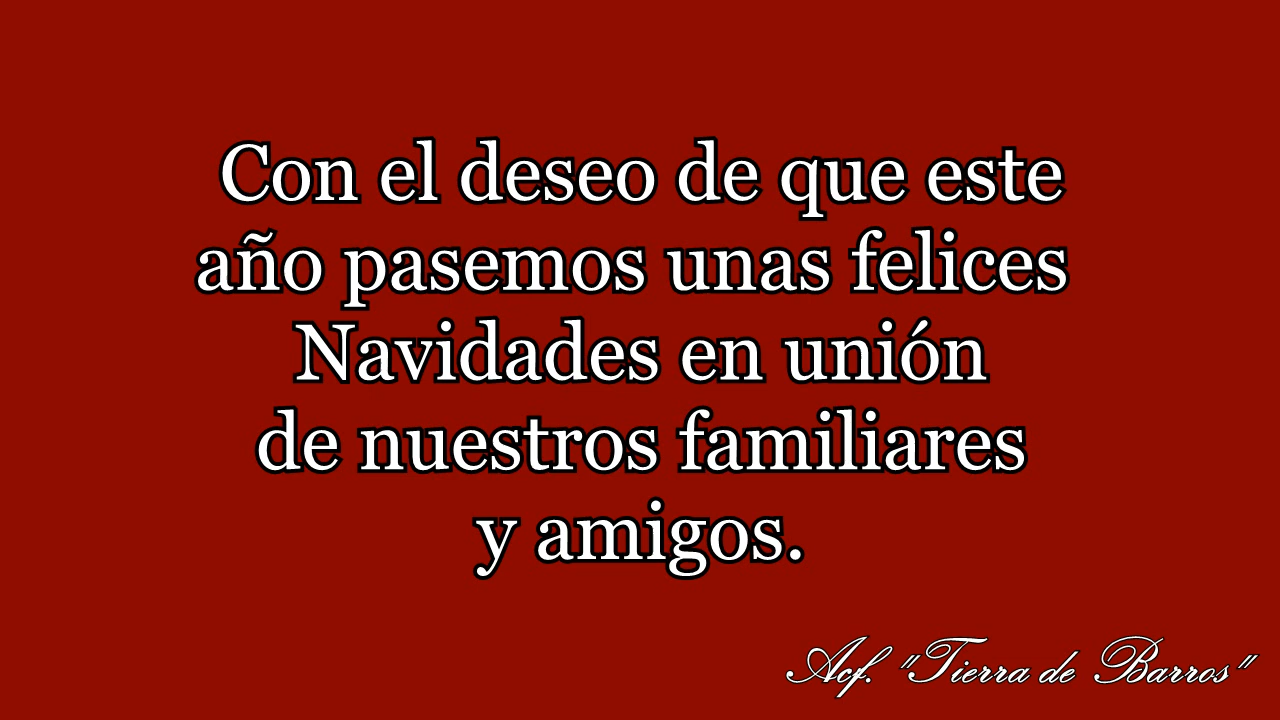 Con el deseo de que este
año pasemos unas felices
Navidades en unión
de nuestros familiares
y amigos.
Acf. "Tierra de Barros"